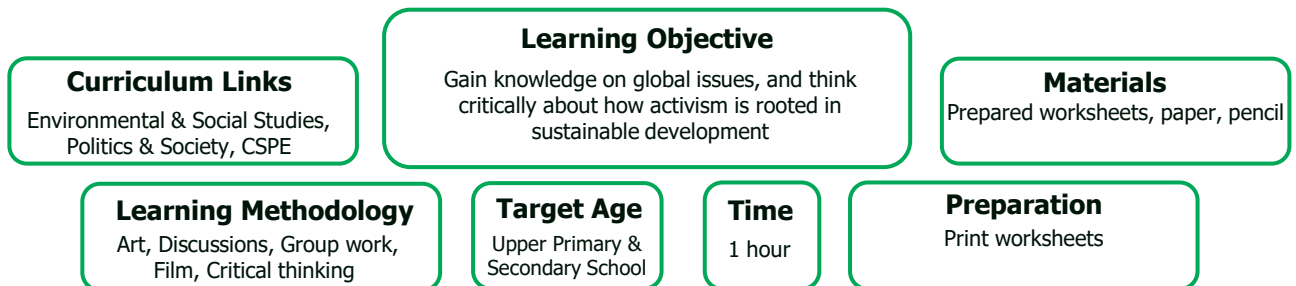 Curriculum Links
Environmental & Social Studies,
Politics & Society, CSPE
Learning Objective
Gain knowledge on global issues, and think
critically about how activism is rooted in
sustainable development
Materials
Prepared worksheets, paper, pencil
Learning Methodology
Art, Discussions, Group work,
Film, Critical thinking
Target Age
Upper Primary &
Secondary School
Time
1 hour
Preparation
Print worksheets